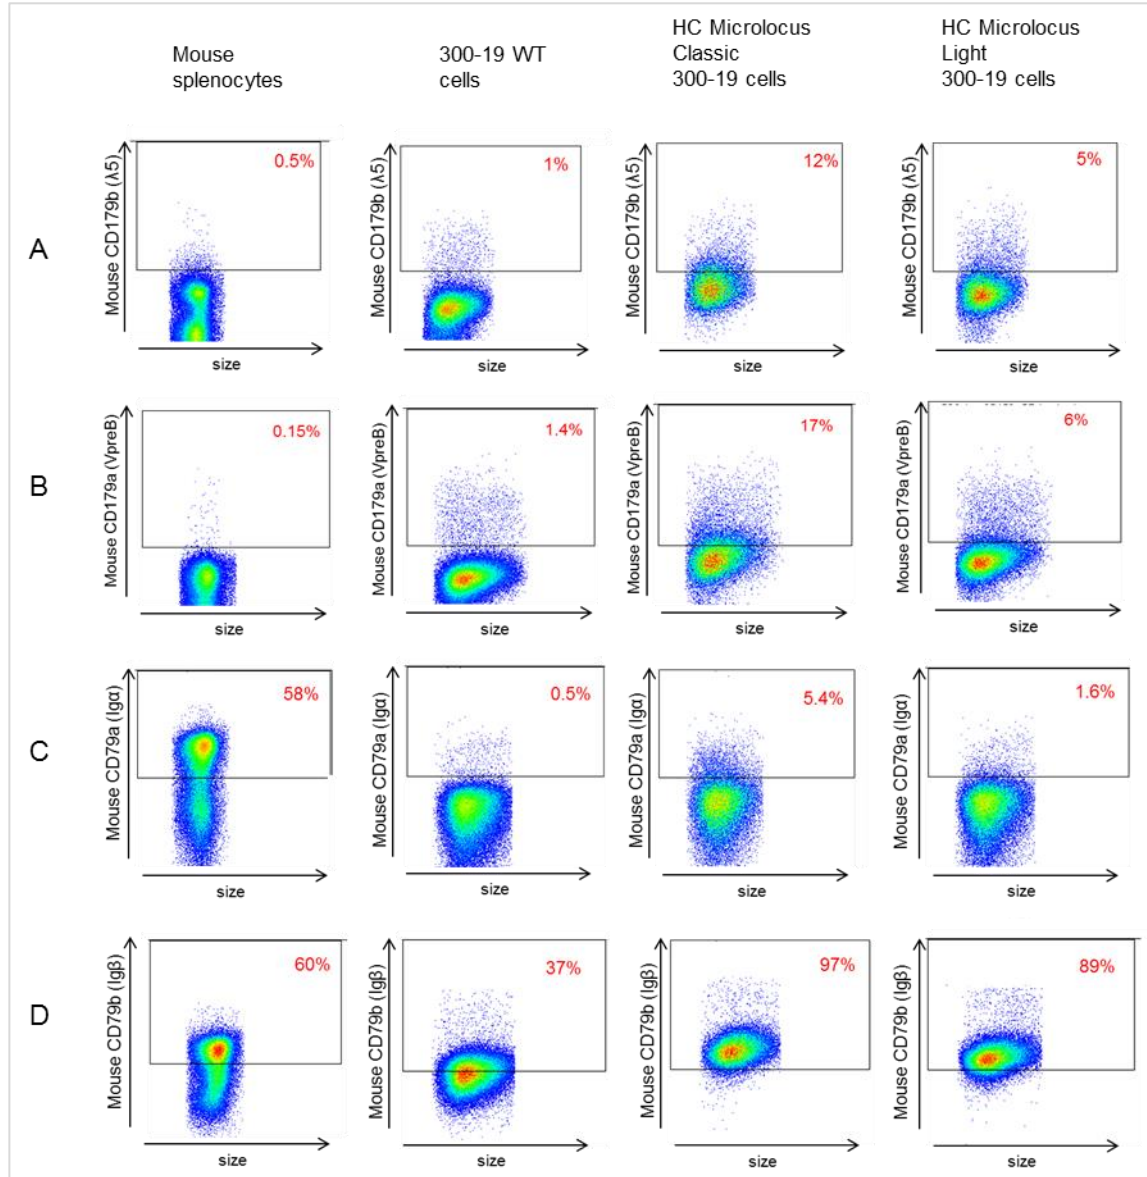 Mouse
splenocytes
300-19 WT
cells
HC Microlocus
Classic
300-19 cells
HC Microlocus
Light
300-19 cells
A
Mouse CD179b (λ5)
0.5%
size
Mouse CD179b (λ5)
1%
size
Mouse CD179b (λ5)
12%
size
Mouse CD179b (λ5)
5%
size
B
Mouse CD179a (VpreB)
0.15%
size
Mouse CD179a (VpreB)
1.4%
size
Mouse CD179a (VpreB)
17%
size
Mouse CD179a (VpreB)
6%
size
C
Mouse CD79a (Igα)
58%
size
Mouse CD79a (Igα)
0.5%
size
Mouse CD79a (Igα)
5.4%
size
Mouse CD79a (Igα)
1.6%
size
D
Mouse CD79b (Igβ)
60%
size
Mouse CD79b (Igβ)
37%
size
Mouse CD79b (Igβ)
97%
size
Mouse CD79b (Igβ)
89%
size